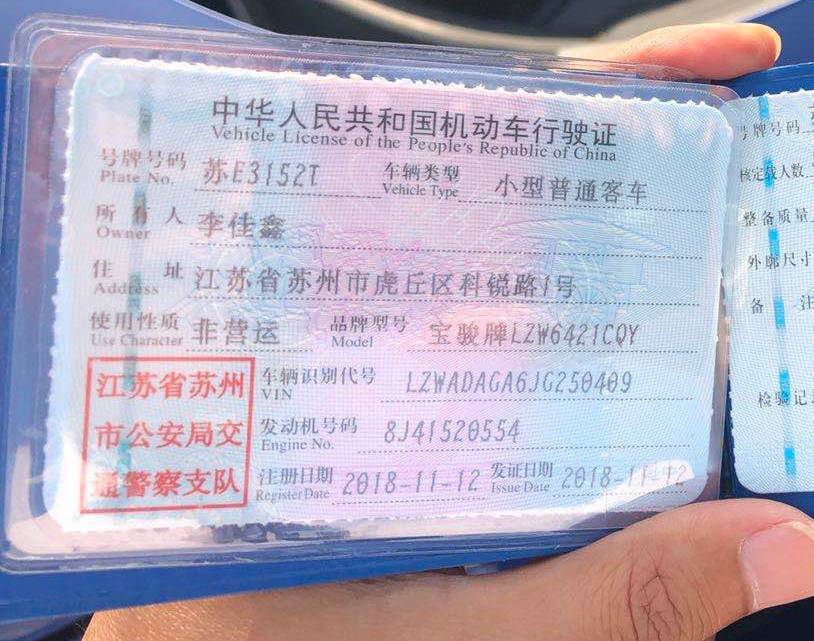 中华人民共和国机动车行驶证
Vehicle License of the People's Republic of China
号牌号码 苏E3152T 车辆类型 小型普通客车
Plate No. Vehicle Type
所有人 李佳鑫
Owner
住址 江苏省苏州市虎丘区科锐路1号
Address
使用性质 非营运 品牌型号 宝骏牌LZW6421CQY
Use Character Model
江苏省苏州
市公安局交
通警察支队
车辆识别代号 LZWADAGA6JG250409
VIN
发动机号码 8J41520554
Engine No.
注册日期 2018-11-12 发证日期 2018-11-12
Register Date Issue Date
号牌号码
核定载人数
整备质量
外廓尺寸
备 注
检验记